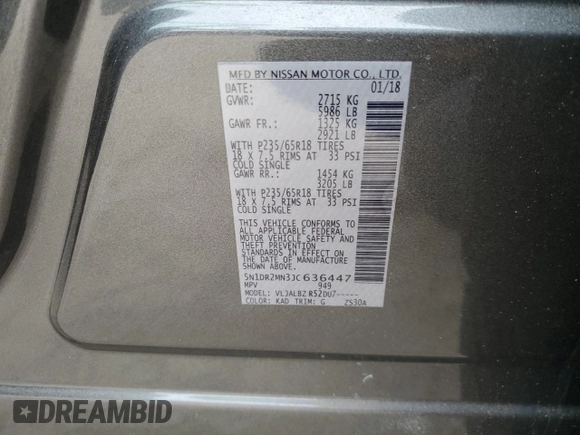 MFD BY NISSAN MOTOR CO., LTD.
DATE: 01/18
GVWR: 2715 KG
5986 LB
GAWR FR.: 1325 KG
2921 LB
WITH P235/65R18 TIRES
18 X 7.5 RIMS AT 33 PSI
COLD SINGLE
GAWR RR.: 1454 KG
3205 LB
WITH P235/65R18 TIRES
18 X 7.5 RIMS AT 33 PSI
COLD SINGLE
THIS VEHICLE CONFORMS TO
ALL APPLICABLE FEDERAL
MOTOR VEHICLE SAFETY AND
THEFT PREVENTION
STANDARDS IN EFFECT ON
THE DATE OF MANUFACTURE
SHOWN ABOVE.
5N1DR2MN3JC636447
MPV 949
MODEL: VLJALBZ R52DU7-----
COLOR: KAD TRIM: G ZS30A
DREAMBID